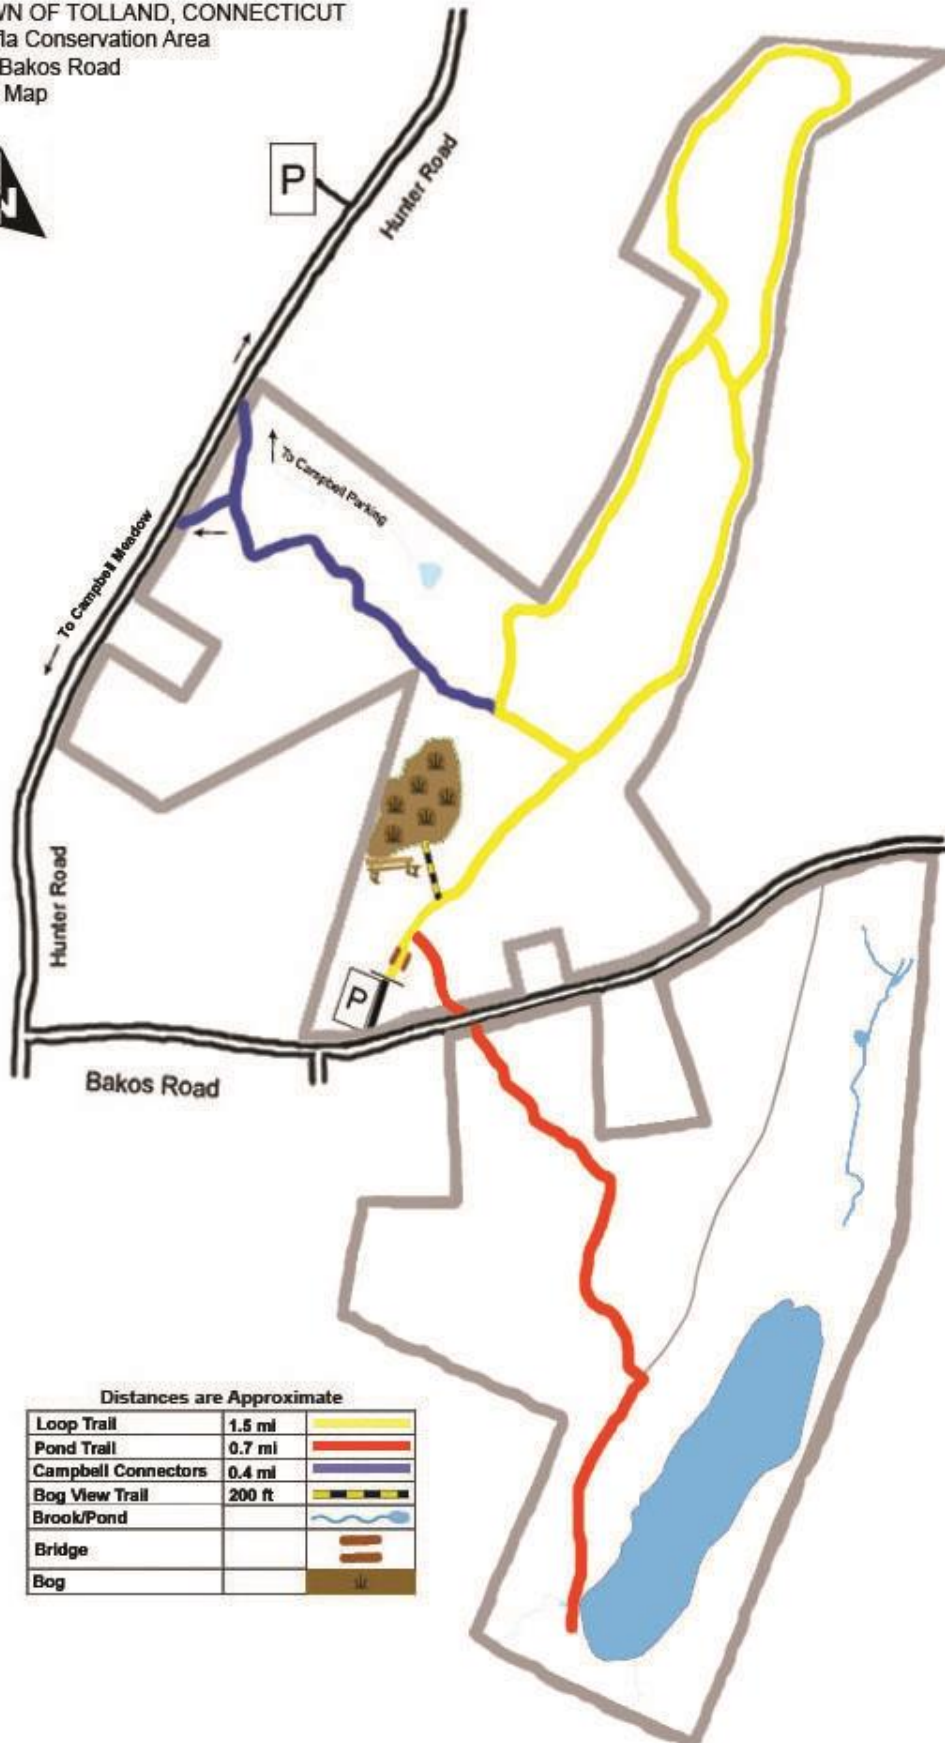 WN OF TOLLAND, CONNECTICUT
fla Conservation Area
Bakos Road
Map
N
P
Hunter Road
To Campbell Parking
To Campbell Meadow
Hunter Road
P
Bakos Road
Distances are Approximate
Loop Trail 1.5 mi
Pond Trail 0.7 mi
Campbell Connectors 0.4 mi
Bog View Trail 200 ft
Brook/Pond
Bridge
Bog